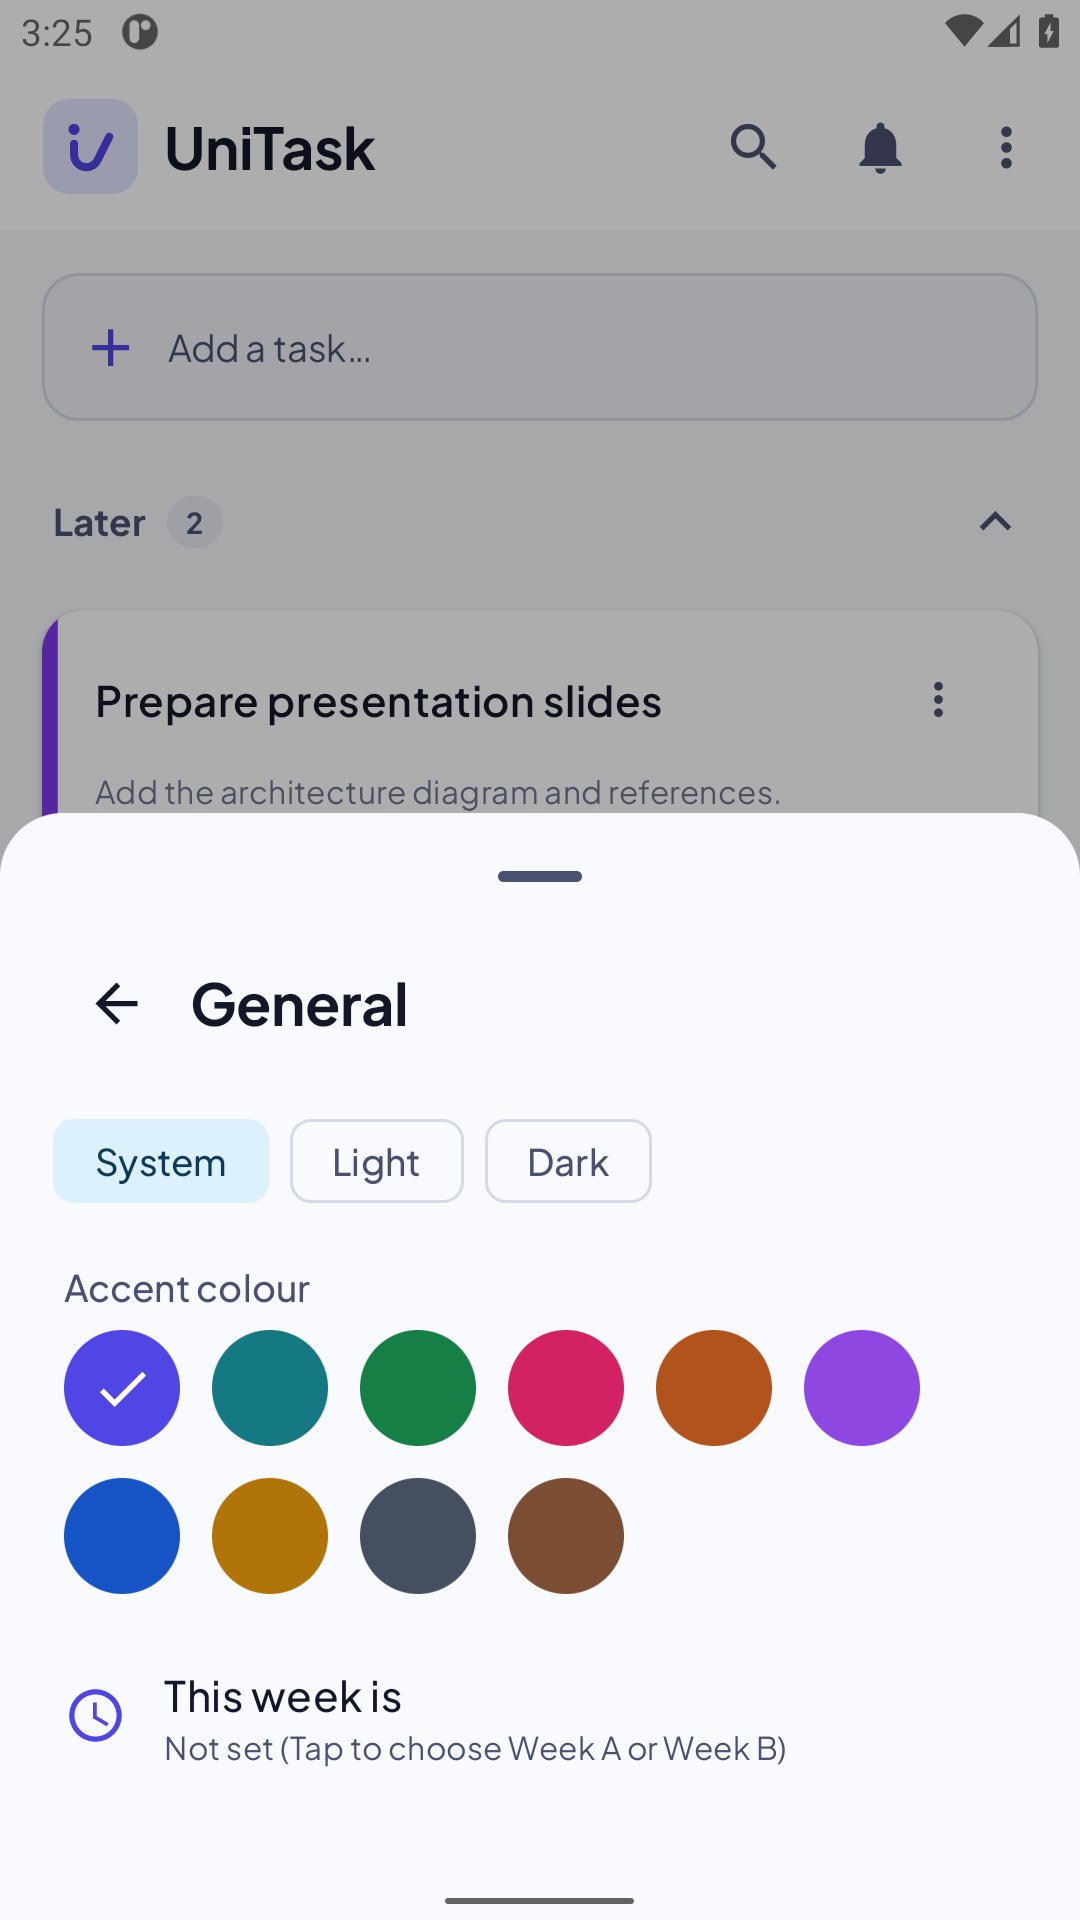 3:25
UniTask
Add a task...
Later 2
Prepare presentation slides
Add the architecture diagram and references.
General
System Light Dark
Accent colour
This week is
Not set (Tap to choose Week A or Week B)